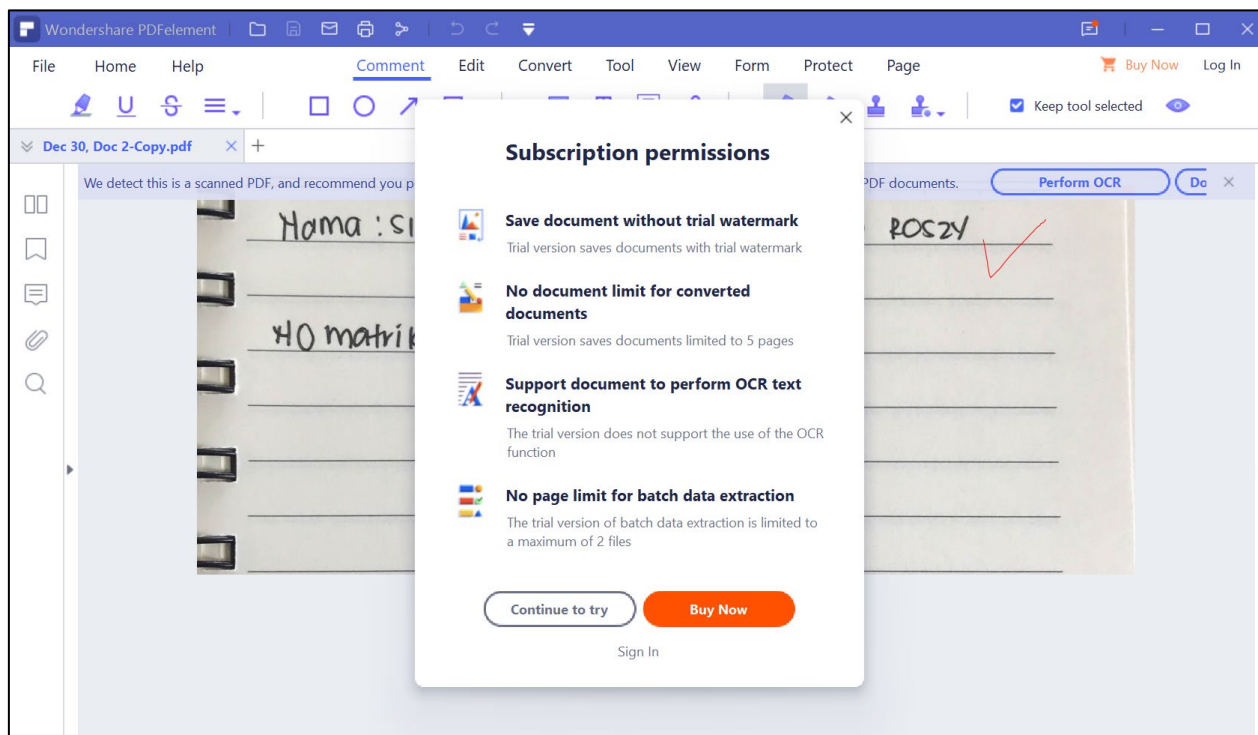 Wondershare PDFelement
File Home Help Comment Edit Convert Tool View Form Protect Page Buy Now Log In
Keep tool selected
Dec 30, Doc 2-Copy.pdf
We detect this is a scanned PDF, and recommend you p
PDF documents.
Perform OCR
Do
Nama : SI
ROSZY
NO matrik
Subscription permissions
Save document without trial watermark
Trial version saves documents with trial watermark
No document limit for converted
documents
Trial version saves documents limited to 5 pages
Support document to perform OCR text
recognition
The trial version does not support the use of the OCR
function
No page limit for batch data extraction
The trial version of batch data extraction is limited to
a maximum of 2 files
Continue to try
Buy Now
Sign In